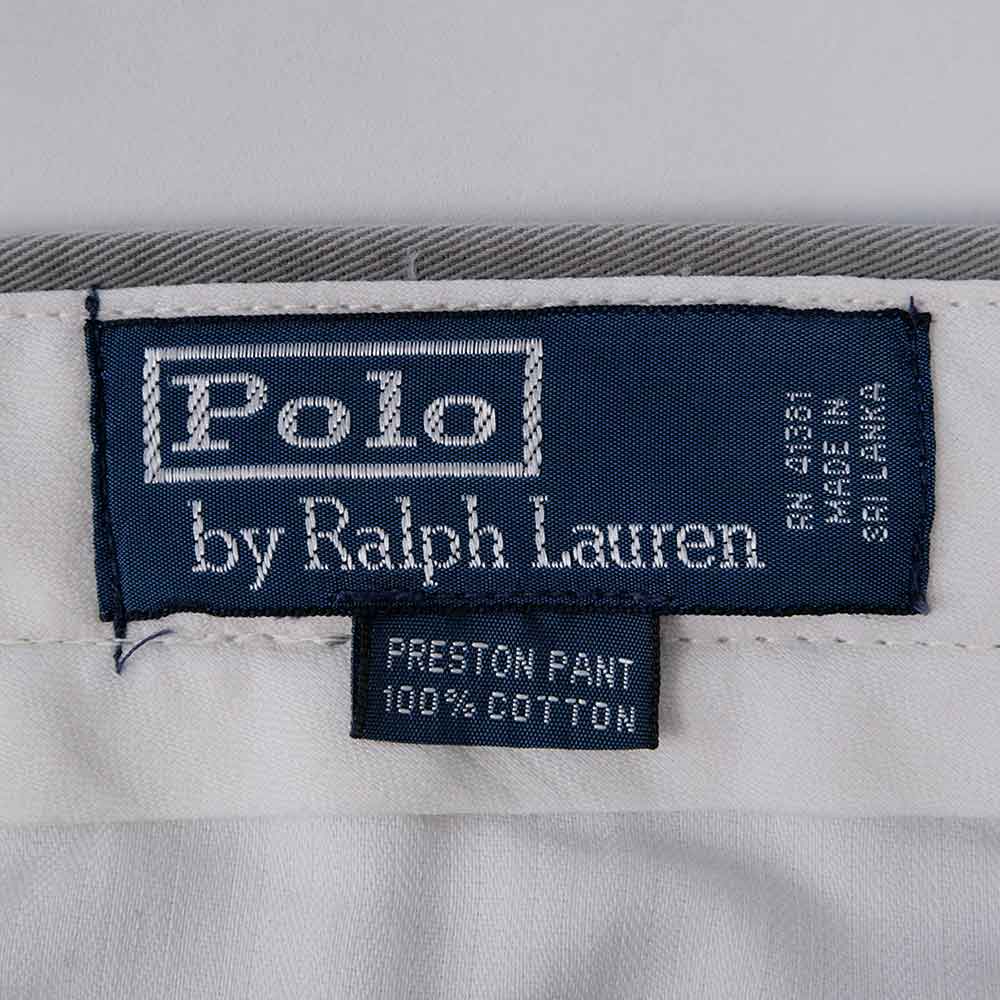 Polo
by Ralph Lauren
RN 41381
MADE IN
SRI LANKA
PRESTON PANT
100% COTTON